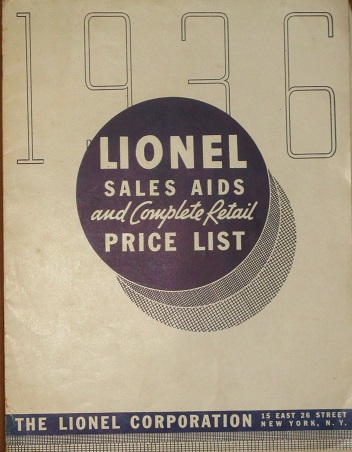 1936
LIONEL
SALES AIDS
and Complete Retail
PRICE LIST
THE LIONEL CORPORATION
15 EAST 26 STREET
NEW YORK, N. Y.